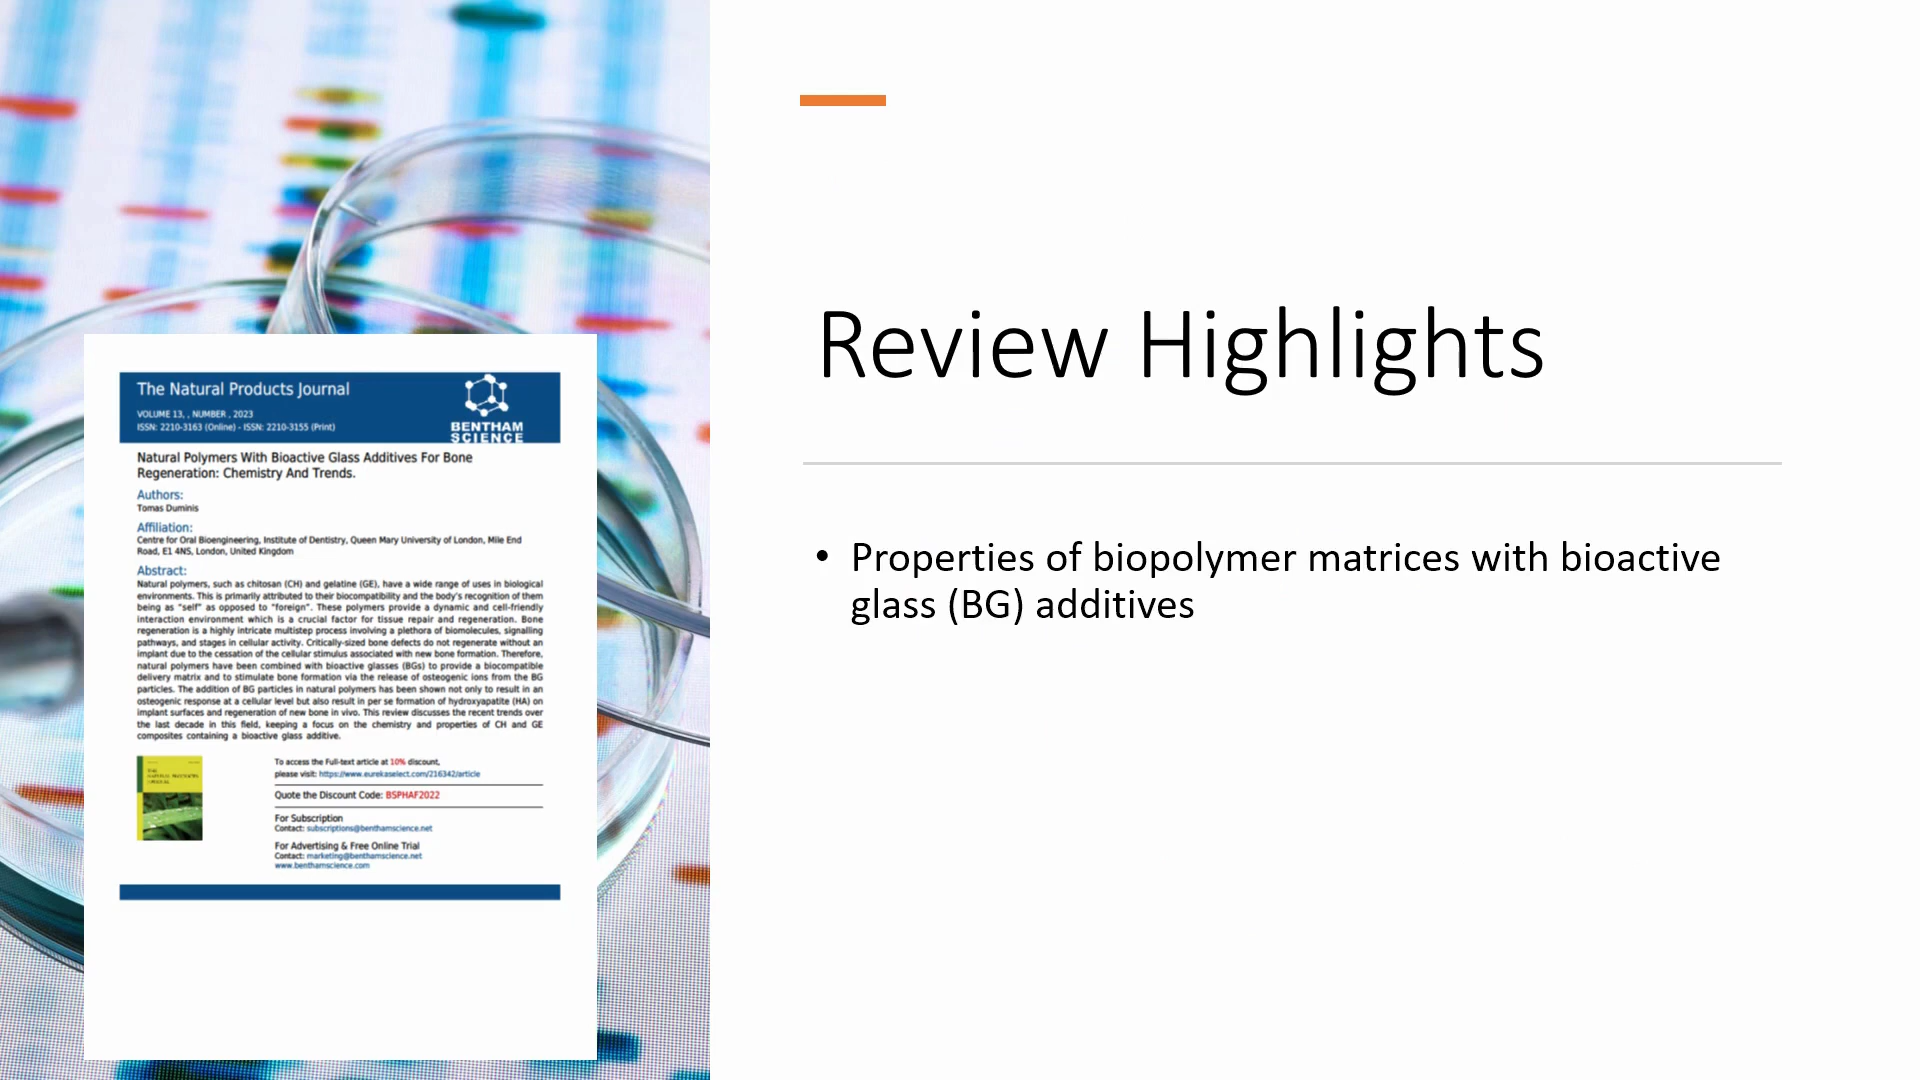 The Natural Products Journal
VOLUME 13, , NUMBER , 2023
ISSN: 2210-3163 (Online) - ISSN: 2210-3155 (Print)
BENTHAM
SCIENCE
Natural Polymers With Bioactive Glass Additives For Bone
Regeneration: Chemistry And Trends.
Authors:
Tomas Duminis
Affiliation:
Centre for Oral Bioengineering, Institute of Dentistry, Queen Mary University of London, Mile End
Road, E1 4NS, London, United Kingdom
Abstract:
Natural polymers, such as chitosan (CH) and gelatine (GE), have a wide range of uses in biological
environments. This is primarily attributed to their biocompatibility and the body's recognition of them
being as "self" as opposed to "foreign". These polymers provide a dynamic and cell-friendly
interaction environment which is a crucial factor for tissue repair and regeneration. Bone
regeneration is a highly intricate multistep process involving a plethora of biomolecules, signalling
pathways, and stages in cellular activity. Critically-sized bone defects do not regenerate without an
implant due to the cessation of the cellular stimulus associated with new bone formation. Therefore,
natural polymers have been combined with bioactive glasses (BGs) to provide a biocompatible
delivery matrix and to stimulate bone formation via the release of osteogenic ions from the BG
particles. The addition of BG particles in natural polymers has been shown not only to result in an
osteogenic response at a cellular level but also result in per se formation of hydroxyapatite (HA) on
implant surfaces and regeneration of new bone in vivo. This review discusses the recent trends over
the last decade in this field, keeping a focus on the chemistry and properties of CH and GE
composites containing a bioactive glass additive.
To access the Full-text article at 10% discount,
please visit: https://www.eurekaselect.com/216342/article
Quote the Discount Code: BSPHAF2022
For Subscription
Contact: subscriptions@benthamscience.net
For Advertising & Free Online Trial
Contact: marketing@benthamscience.net
www.benthamscience.com
Review Highlights
• Properties of biopolymer matrices with bioactive
glass (BG) additives